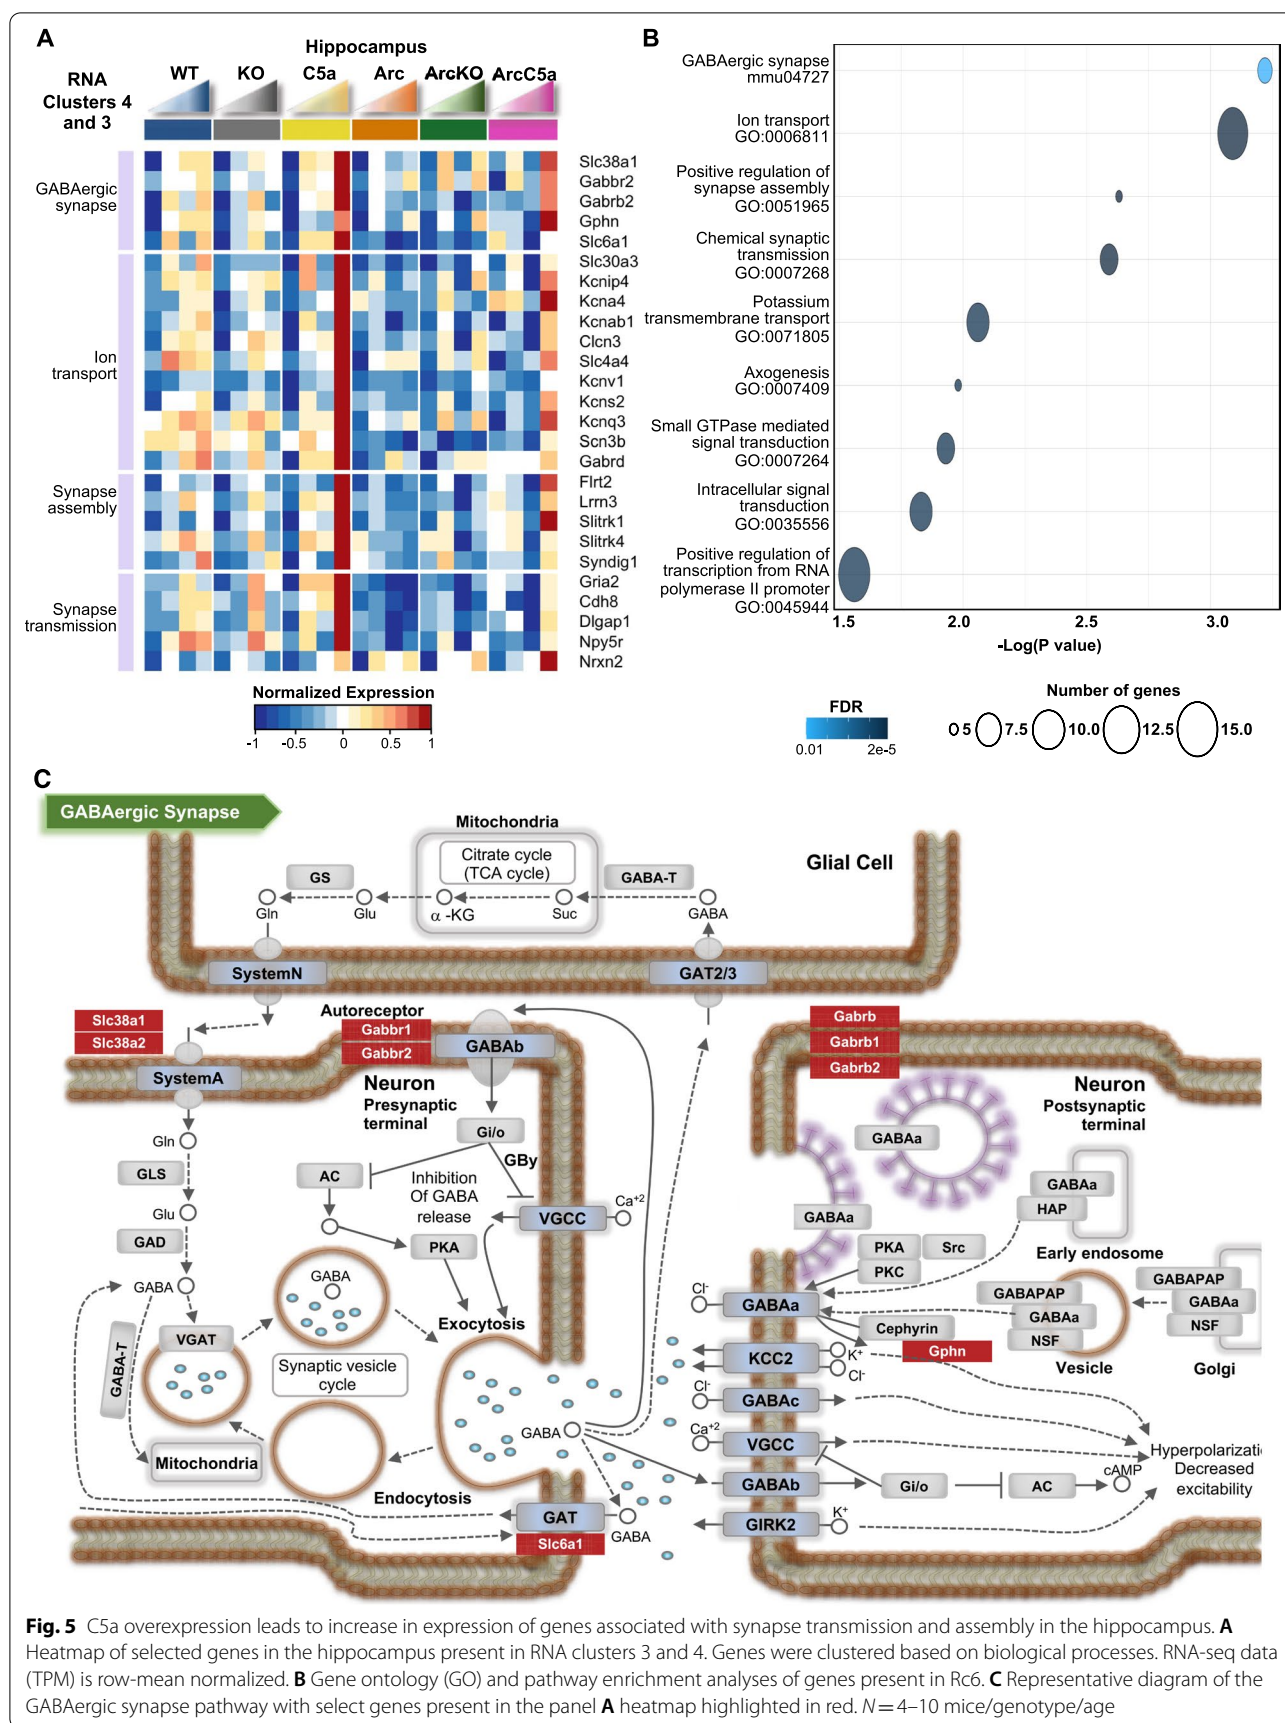 A
Hippocampus
RNA
Clusters 4
and 3
WT KO C5a Arc ArcKO ArcC5a
GABAergic
synapse
Ion
transport
Synapse
assembly
Synapse
transmission
Slc38a1
Gabbr2
Gabrb2
Gphn
Slc6a1
Slc30a3
Kcnip4
Kcna4
Kcnab1
Clcn3
Slc4a4
Kcnv1
Kcns2
Kcnq3
Scn3b
Gabrd
Flrt2
Lrrn3
Slitrk1
Slitrk4
Syndig1
Gria2
Cdh8
Dlgap1
Npy5r
Nrxn2
Normalized Expression
-1 -0.5 0 0.5 1
B
GABAergic synapse
mmu04727
Ion transport
GO:0006811
Positive regulation of
synapse assembly
GO:0051965
Chemical synaptic
transmission
GO:0007268
Potassium
transmembrane transport
GO:0071805
Axogenesis
GO:0007409
Small GTPase mediated
signal transduction
GO:0007264
Intracellular signal
transduction
GO:0035556
Positive regulation of
transcription from RNA
polymerase II promoter
GO:0045944
1.5 2.0 2.5 3.0
-Log(P value)
FDR
0.01 2e-5
Number of genes
5 7.5 10.0 12.5 15.0
C
GABAergic Synapse
Mitochondria
Citrate cycle
(TCA cycle)
Glial Cell
GS
GABA-T
Gln
Glu
α -KG
Suc
GABA
SystemN
GAT2/3
Slc38a1
Slc38a2
Autoreceptor
Gabbr1
Gabbr2
GABAb
SystemA
Neuron
Presynaptic
terminal
Gln
GLS
Glu
GAD
GABA
GABA-T
VGAT
Mitochondria
Gi/o
GBy
AC
Inhibition
Of GABA
release
PKA
VGCC
Ca+2
GABA
Exocytosis
Synaptic vesicle
cycle
Endocytosis
GABA
GAT
Slc6a1
GABA
Gabrb
Gabrb1
Gabrb2
Neuron
Postsynaptic
terminal
GABAa
GABAa
GABAa
HAP
Early endosome
PKA
Src
PKC
Cl-
GABAa
Cephyrin
Gphn
GABAPAP
GABAa
NSF
Vesicle
GABAPAP
GABAa
NSF
Golgi
KCC2
K+
Cl-
Cl-
GABAc
Ca+2
VGCC
GABAb
Gi/o
AC
cAMP
GIRK2
K+
Hyperpolarizati
Decreased
excitability
Fig. 5 C5a overexpression leads to increase in expression of genes associated with synapse transmission and assembly in the hippocampus. A
Heatmap of selected genes in the hippocampus present in RNA clusters 3 and 4. Genes were clustered based on biological processes. RNA-seq data
(TPM) is row-mean normalized. B Gene ontology (GO) and pathway enrichment analyses of genes present in Rc6. C Representative diagram of the
GABAergic synapse pathway with select genes present in the panel A heatmap highlighted in red. N = 4–10 mice/genotype/age